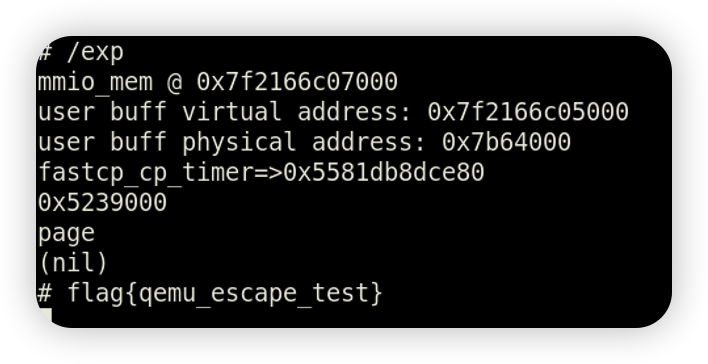 # /exp
mmio_mem @ 0x7f2166c07000
user buff virtual address: 0x7f2166c05000
user buff physical address: 0x7b64000
fastcp_cp_timer=>0x5581db8dce80
0x5239000
page
(nil)
# flag{qemu_escape_test}